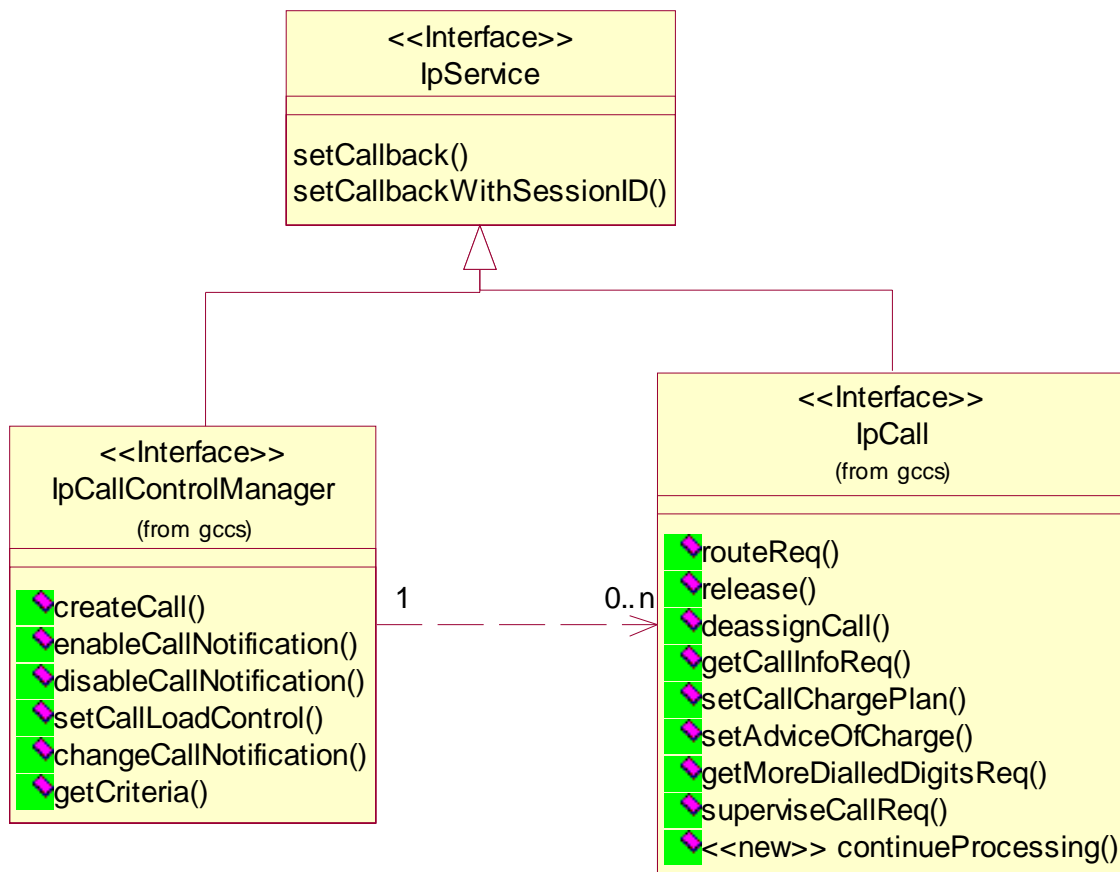 <<Interface>>
IpService
setCallback()
setCallbackWithSessionID()
<<Interface>>
IpCallControlManager
(from gccs)
createCall()
enableCallNotification()
disableCallNotification()
setCallLoadControl()
changeCallNotification()
getCriteria()
1
0..n
<<Interface>>
IpCall
(from gccs)
routeReq()
release()
deassignCall()
getCallInfoReq()
setCallChargePlan()
setAdviceOfCharge()
getMoreDialledDigitsReq()
superviseCallReq()
<<new>> continueProcessing()